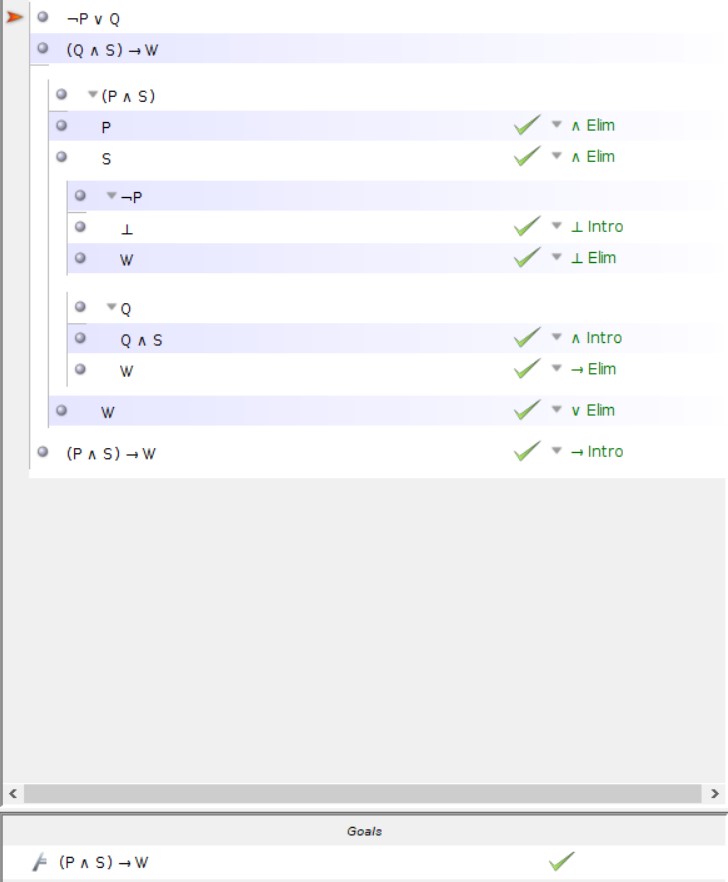 ¬P ∨ Q
(Q ∧ S) → W
(P ∧ S)
P ∧ Elim
S ∧ Elim
¬P
⊥ ⊥ Intro
W ⊥ Elim
Q
Q ∧ S ∧ Intro
W → Elim
W ∨ Elim
(P ∧ S) → W → Intro
Goals
(P ∧ S) → W